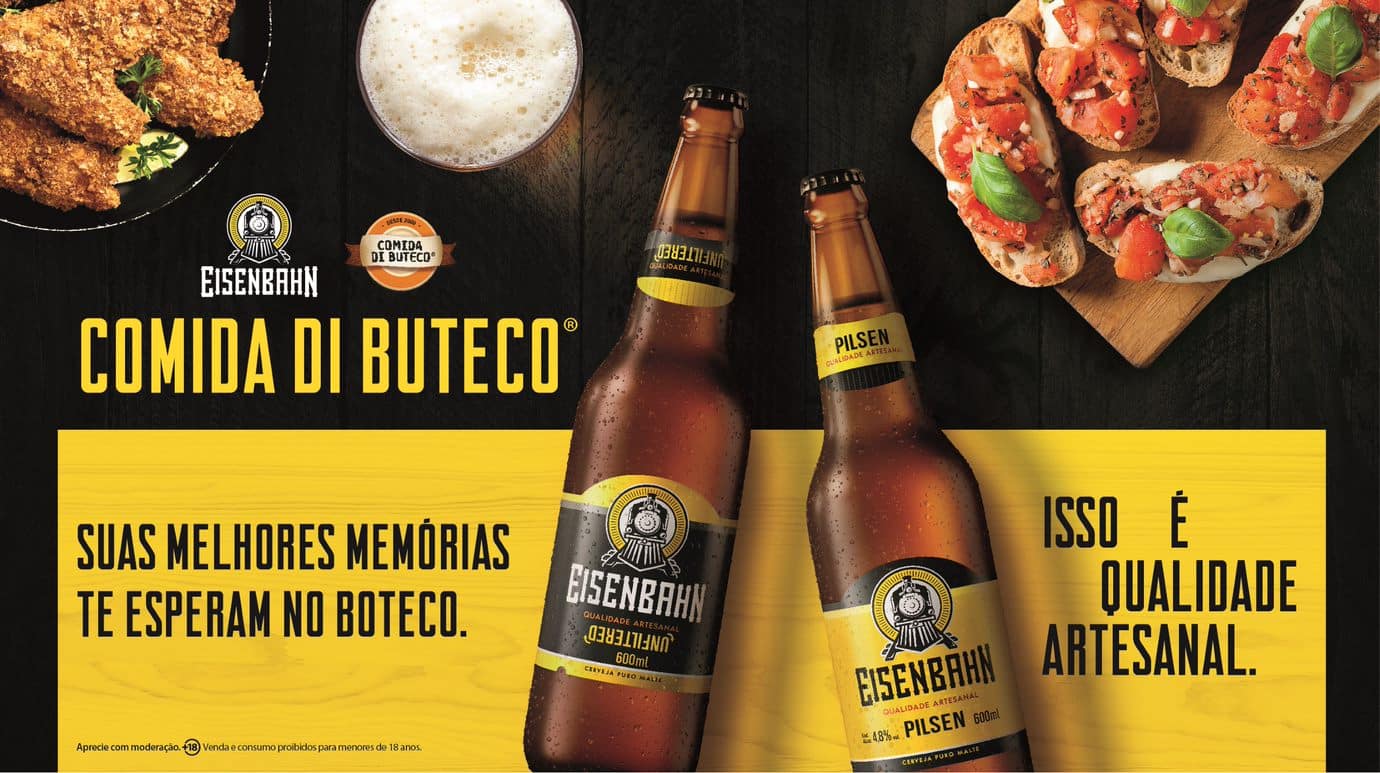 EISENBAHN
DESDE 2000
COMIDA
DI BUTECO®
COMIDA DI BUTECO®
SUAS MELHORES MEMÓRIAS
TE ESPERAM NO BOTECO.
UNFILTERED
QUALIDADE ARTESANAL
EISENBAHN
QUALIDADE ARTESANAL
UNFILTERED
600ml
CERVEJA PURO MALTE
PILSEN
QUALIDADE ARTESANAL
EISENBAHN
QUALIDADE ARTESANAL
4,8% vol. PILSEN 600ml
CERVEJA PURO MALTE
ISSO É
QUALIDADE
ARTESANAL.
Aprecie com moderação. +18 Venda e consumo proibidos para menores de 18 anos.